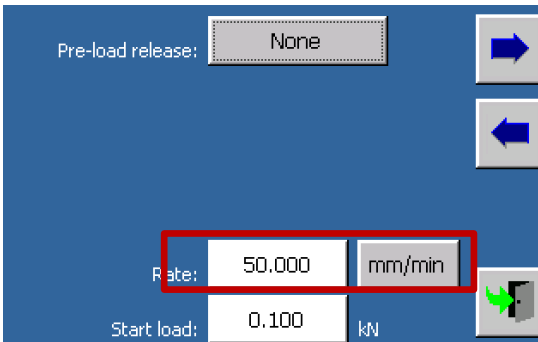 Pre-load release: None
Rate: 50.000 mm/min
Start load: 0.100 kN